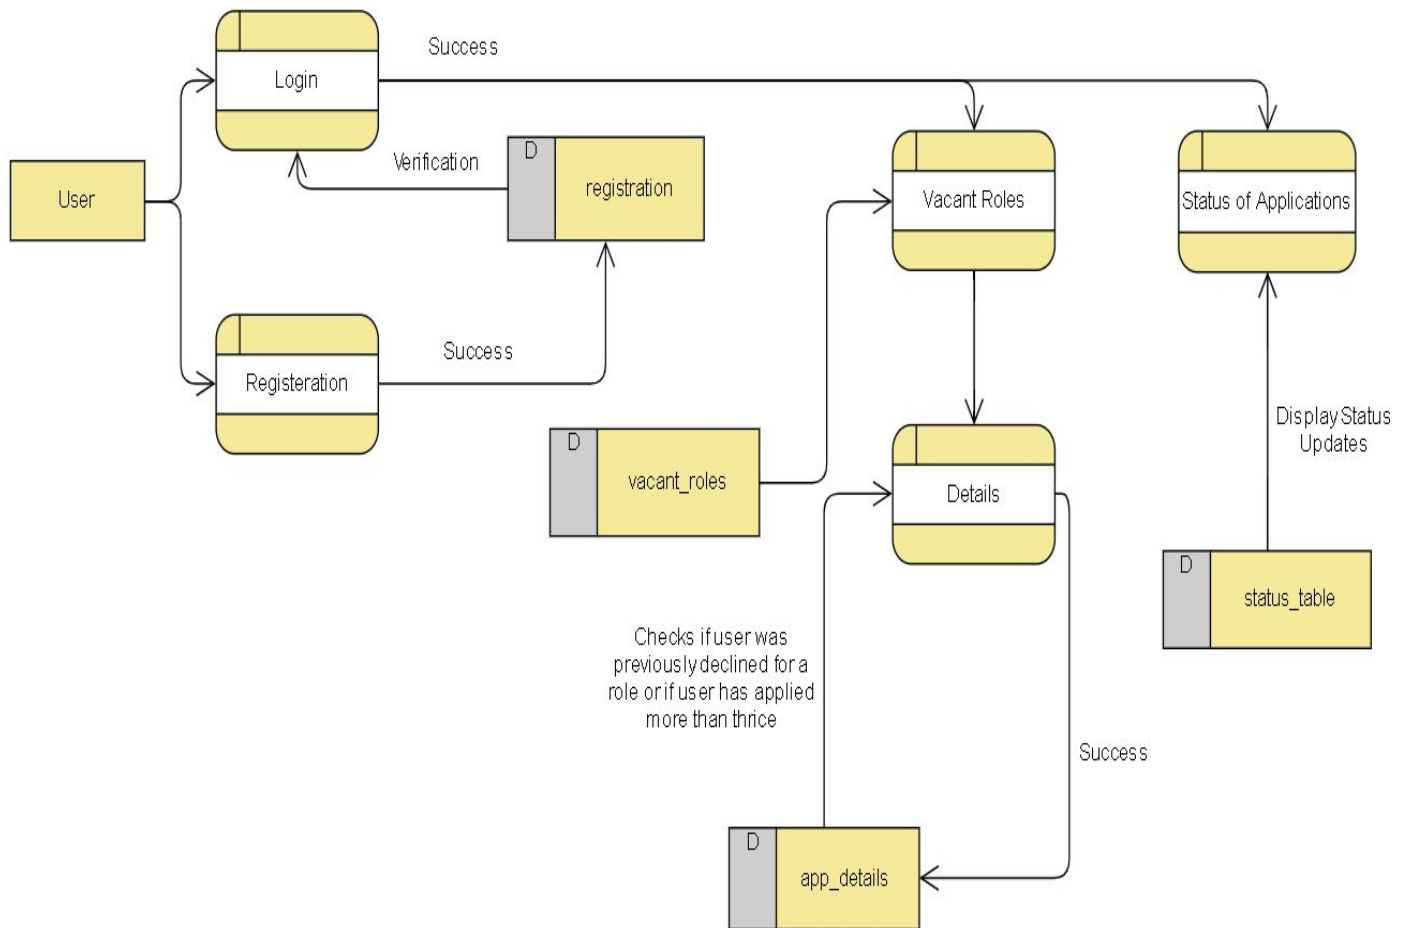 Success
Login
D
Verification
registration
User
Vacant Roles
Status of Applications
Success
Registeration
D
vacant_roles
Details
Display Status
Updates
D
status_table
Checks if user was
previously declined for a
role or if user has applied
more than thrice
Success
D
app_details